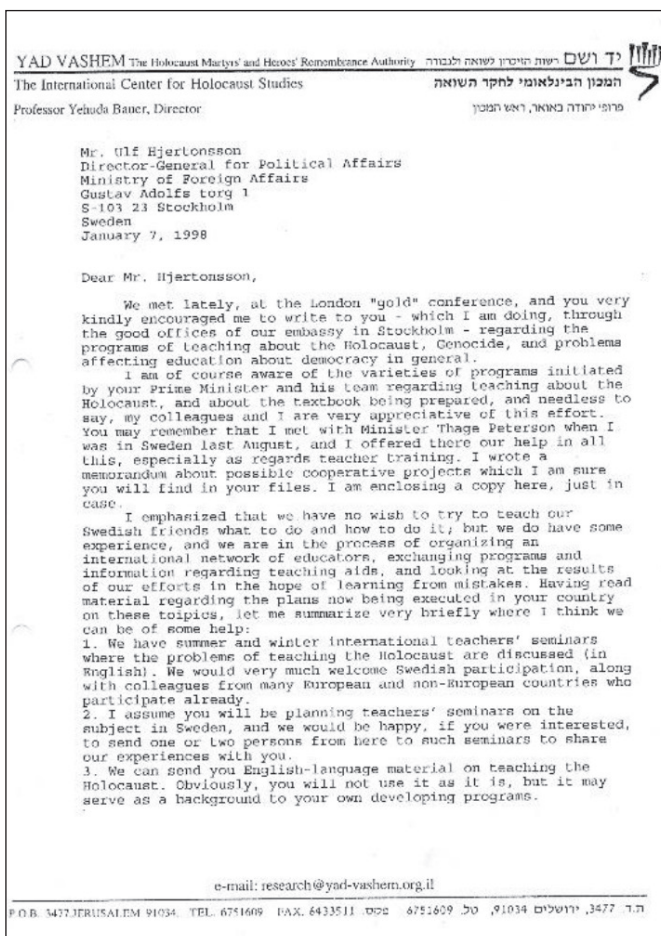 YAD VASHEM The Holocaust Martyrs' and Heroes' Remembrance Authority יד ושם רשות הזיכרון לשואה ולגבורה
The International Center for Holocaust Studies המכון הבינלאומי לחקר השואה
Professor Yehuda Bauer, Director פרופ׳ יהודה באואר, ראש המכון
Mr. Ulf Hjertonsson
Director-General for Political Affairs
Ministry of Foreign Affairs
Gustav Adolfs torg 1
S-103 23 Stockholm
Sweden
January 7, 1998
Dear Mr. Hjertonsson,
We met lately, at the London "gold" conference, and you very
kindly encouraged me to write to you - which I am doing, through
the good offices of our embassy in Stockholm - regarding the
programs of teaching about the Holocaust, Genocide, and problems
affecting education about democracy in general.
I am of course aware of the varieties of programs initiated
by your Prime Minister and his team regarding teaching about the
Holocaust, and about the textbook being prepared, and needless to
say, my colleagues and I are very appreciative of this effort.
You may remember that I met with Minister Thage Peterson when I
was in Sweden last August, and I offered there our help in all
this, especially as regards teacher training. I wrote a
memorandum about possible cooperative projects which I am sure
you will find in your files. I am enclosing a copy here, just in
case.
I emphasized that we have no wish to try to teach our
Swedish friends what to do and how to do it; but we do have some
experience, and we are in the process of organizing an
international network of educators, exchanging programs and
information regarding teaching aids, and looking at the results
of our efforts in the hope of learning from mistakes. Having read
material regarding the plans now being executed in your country
on these toipics, let me summarize very briefly where I think we
can be of some help:
1. We have summer and winter international teachers' seminars
where the problems of teaching the Holocaust are discussed (in
English). We would very much welcome Swedish participation, along
with colleagues from many European and non-European countries who
participate already.
2. I assume you will be planning teachers' seminars on the
subject in Sweden, and we would be happy, if you were interested,
to send one or two persons from here to such seminars to share
our experiences with you.
3. We can send you English-language material on teaching the
Holocaust. Obviously, you will not use it as it is, but it may
serve as a background to your own developing programs.
e-mail: research@yad-vashem.org.il
P.O.B. 3477 JERUSALEM 91034. TEL. 6751609 FAX. 6433511 ת.ד. 3477, ירושלים 91034, טל. 6751609 פקס.